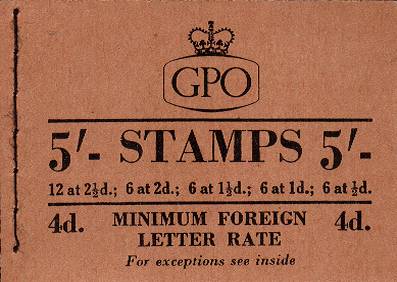 GPO
5/- STAMPS 5/-
12 at 2½d.; 6 at 2d.; 6 at 1½d.; 6 at 1d.; 6 at ½d.
4d. MINIMUM FOREIGN 4d.
LETTER RATE
For exceptions see inside